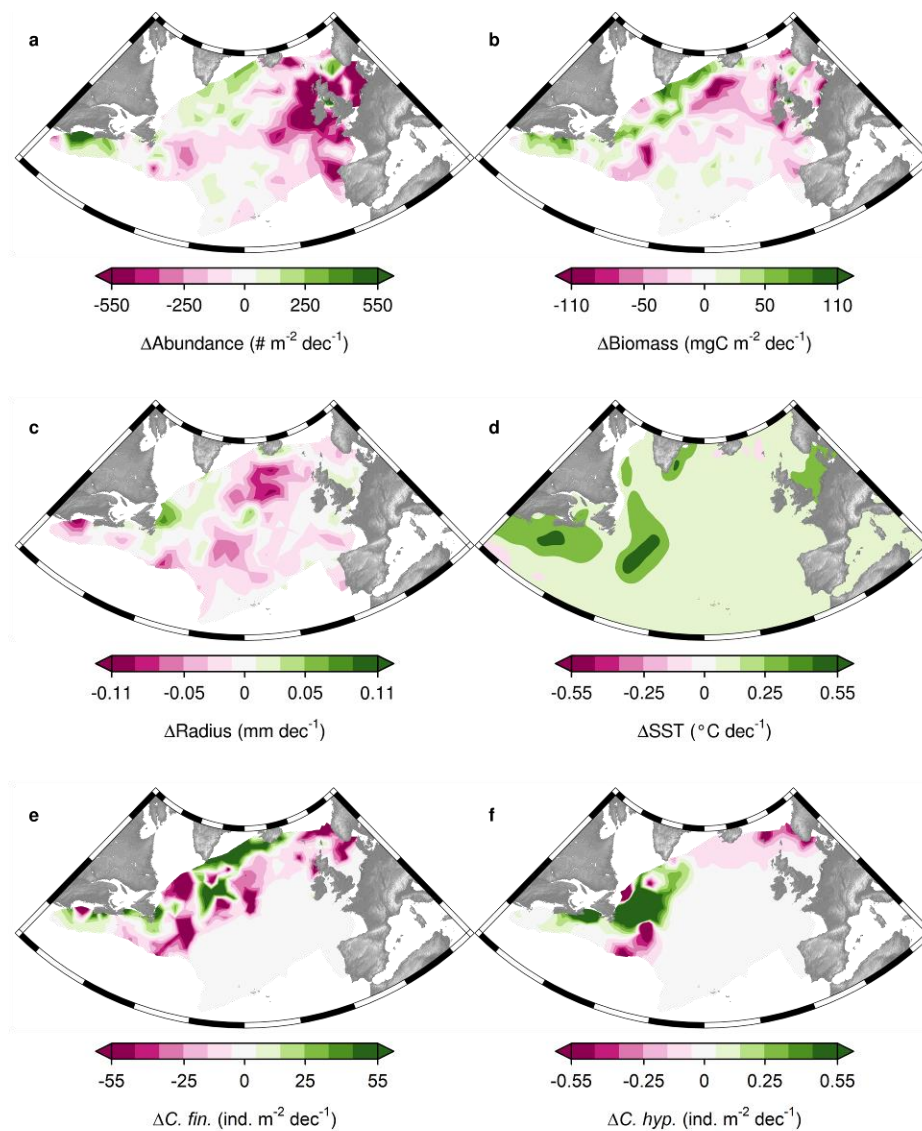 a
b
-550 -250 0 250 550
-110 -50 0 50 110
ΔAbundance (# m⁻² dec⁻¹)
ΔBiomass (mgC m⁻² dec⁻¹)
c
d
-0.11 -0.05 0 0.05 0.11
-0.55 -0.25 0 0.25 0.55
ΔRadius (mm dec⁻¹)
ΔSST (°C dec⁻¹)
e
f
-55 -25 0 25 55
-0.55 -0.25 0 0.25 0.55
ΔC. fin. (ind. m⁻² dec⁻¹)
ΔC. hyp. (ind. m⁻² dec⁻¹)